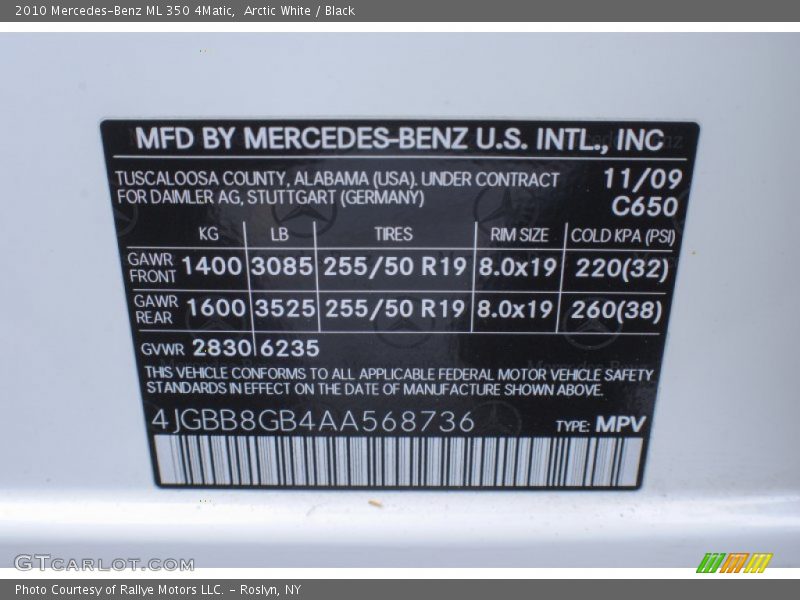 2010 Mercedes-Benz ML 350 4Matic,  Arctic White / Black
MFD BY MERCEDES-BENZ U.S. INTL., INC
TUSCALOOSA COUNTY, ALABAMA (USA). UNDER CONTRACT 11/09
FOR DAIMLER AG, STUTTGART (GERMANY) C650
KG LB TIRES RIM SIZE COLD KPA (PSI)
GAWR FRONT 1400 3085 255/50 R19 8.0x19 220(32)
GAWR REAR 1600 3525 255/50 R19 8.0x19 260(38)
GVWR 2830 6235
THIS VEHICLE CONFORMS TO ALL APPLICABLE FEDERAL MOTOR VEHICLE SAFETY
STANDARDS IN EFFECT ON THE DATE OF MANUFACTURE SHOWN ABOVE.
4JGBB8GB4AA568736 TYPE: MPV
GTCARLOT.COM
Photo Courtesy of Rallye Motors LLC. - Roslyn, NY